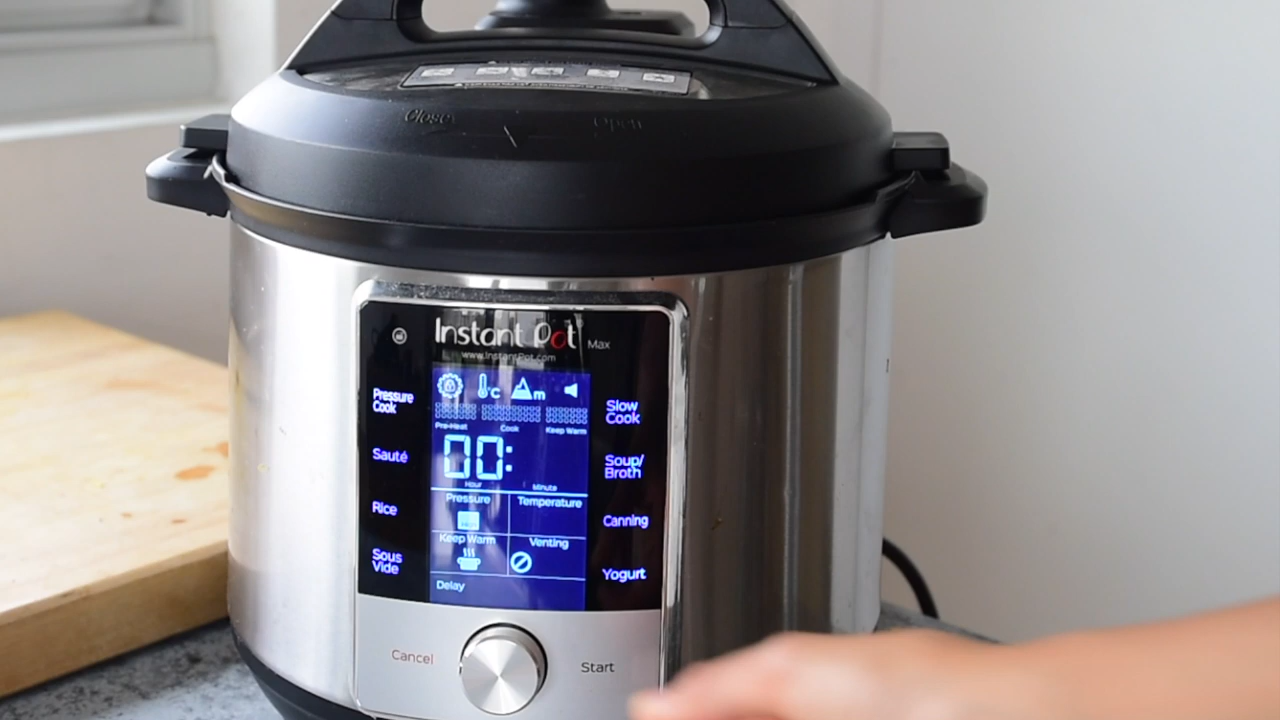 Close
Open
Instant Pot Max
www.InstantPot.com
°C
m
Pre-Heat Cook Keep Warm
00:
Hour Minute
Pressure Temperature
Keep Warm Venting
Delay
Pressure
Cook
Sauté
Rice
Sous
Vide
Slow
Cook
Soup/
Broth
Canning
Yogurt
Cancel
Start